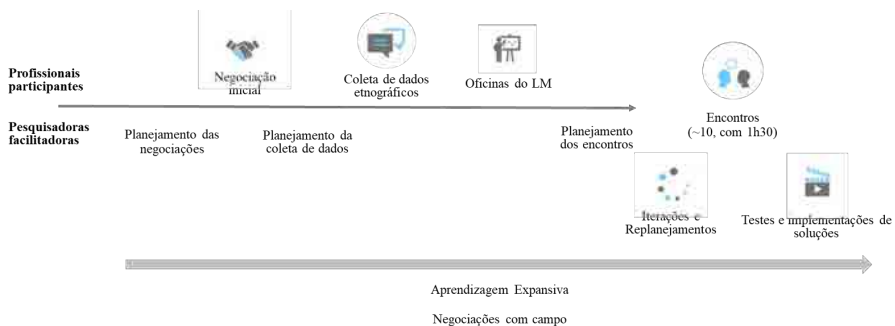 Profissionais
participantes
Negociação
inicial
Coleta de dados
etnográficos
Oficinas do LM
Encontros
(~10, com 1h30)
Pesquisadoras
facilitadoras
Planejamento das
negociações
Planejamento da
coleta de dados
Planejamento
dos encontros
Iterações e
Replanejamentos
Testes e implementações de
soluções
Aprendizagem Expansiva
Negociações com campo